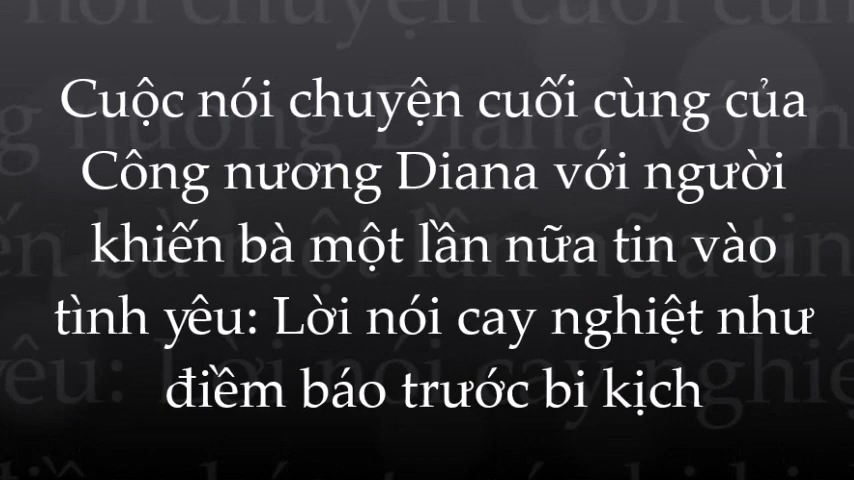 Cuộc nói chuyện cuối cùng của
Công nương Diana với người
khiến bà một lần nữa tin vào
tình yêu: Lời nói cay nghiệt như
điềm báo trước bi kịch